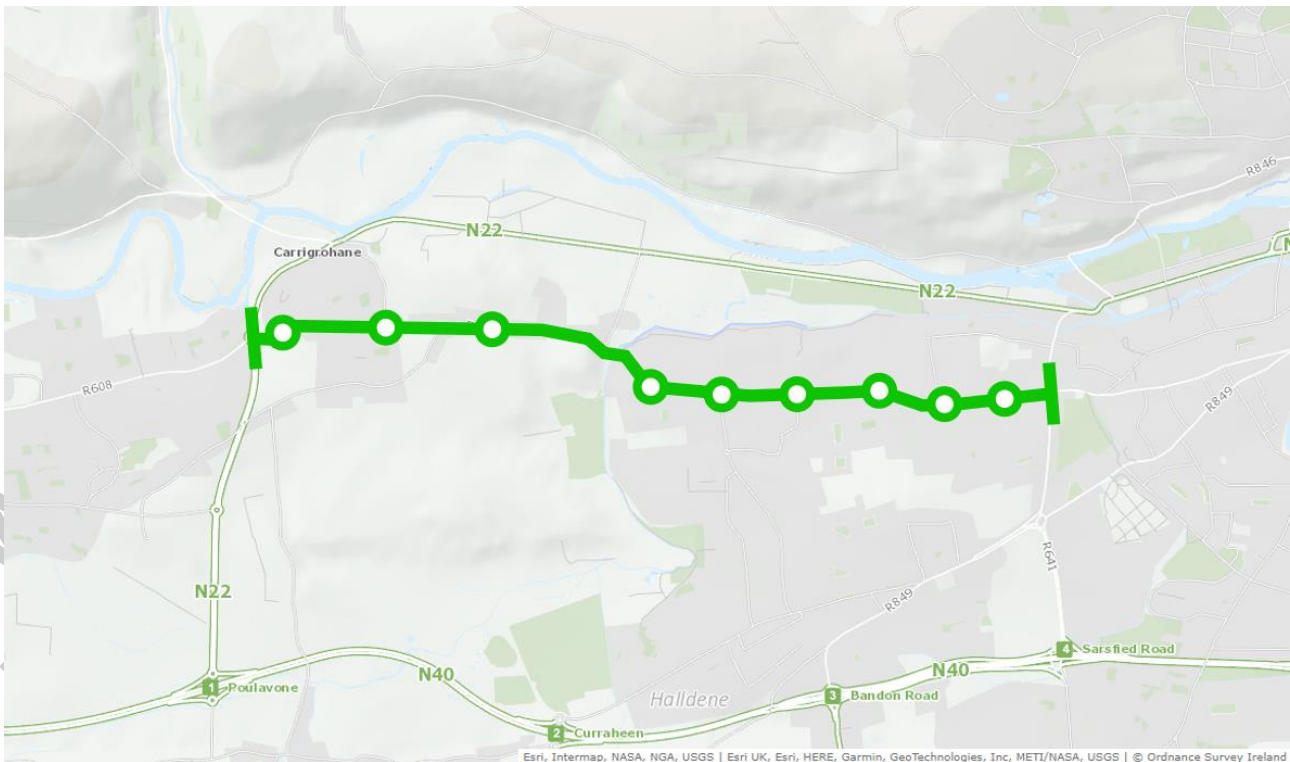 R846
N22
Carrigrohane
N22
R608
R849
R641
N22
R849
4 Sarsfield Road
N40
N40
1 Poulavone
Halldene
3 Bandon Road
2 Curraheen
Esri, Intermap, NASA, NGA, USGS | Esri UK, Esri, HERE, Garmin, GeoTechnologies, Inc, METI/NASA, USGS | © Ordnance Survey Ireland